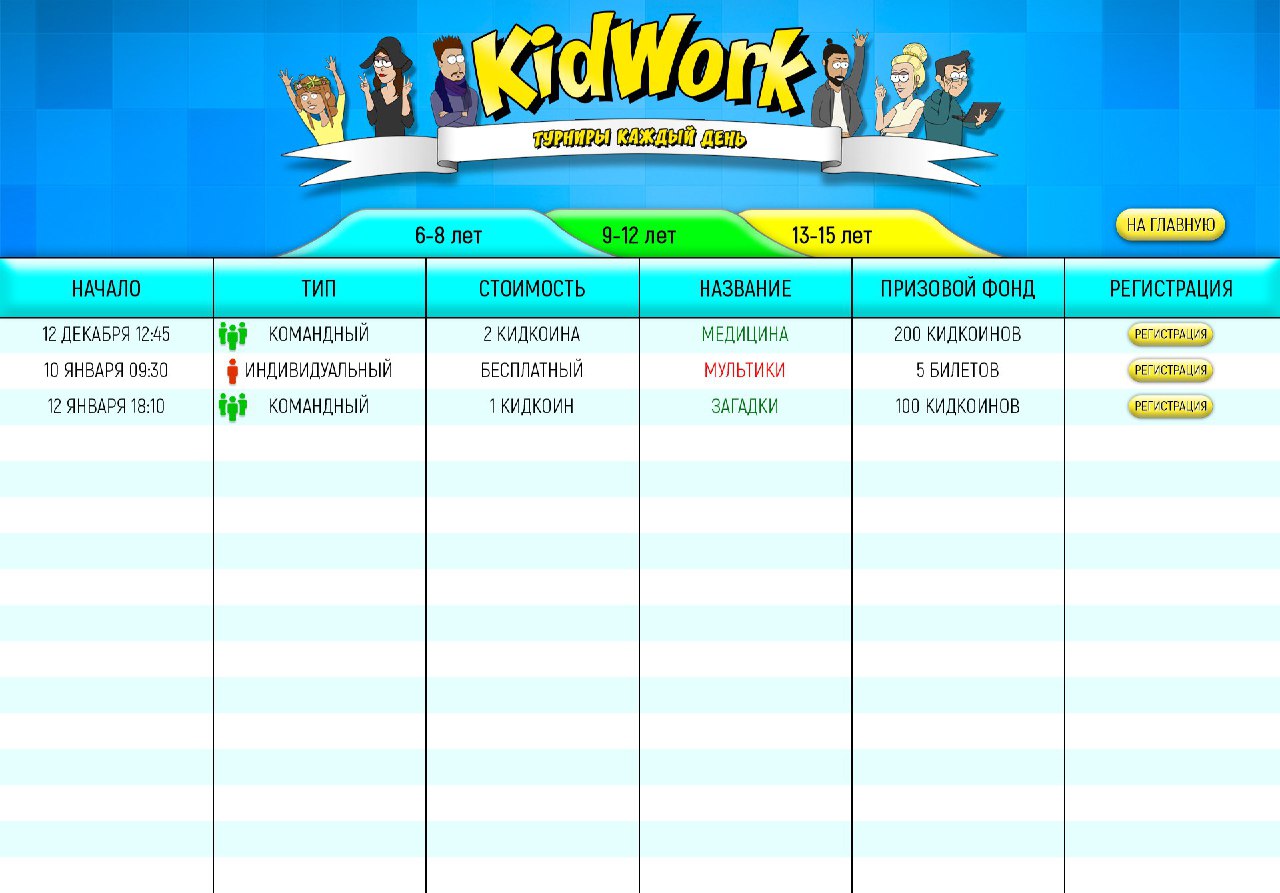 KidWork
ТУРНИРЫ КАЖДЫЙ ДЕНЬ
6-8 лет 9-12 лет 13-15 лет НА ГЛАВНУЮ
НАЧАЛО ТИП СТОИМОСТЬ НАЗВАНИЕ ПРИЗОВОЙ ФОНД РЕГИСТРАЦИЯ
12 ДЕКАБРЯ 12:45 КОМАНДНЫЙ 2 КИДКОИНА МЕДИЦИНА 200 КИДКОИНОВ РЕГИСТРАЦИЯ
10 ЯНВАРЯ 09:30 ИНДИВИДУАЛЬНЫЙ БЕСПЛАТНЫЙ МУЛЬТИКИ 5 БИЛЕТОВ РЕГИСТРАЦИЯ
12 ЯНВАРЯ 18:10 КОМАНДНЫЙ 1 КИДКОИН ЗАГАДКИ 100 КИДКОИНОВ РЕГИСТРАЦИЯ